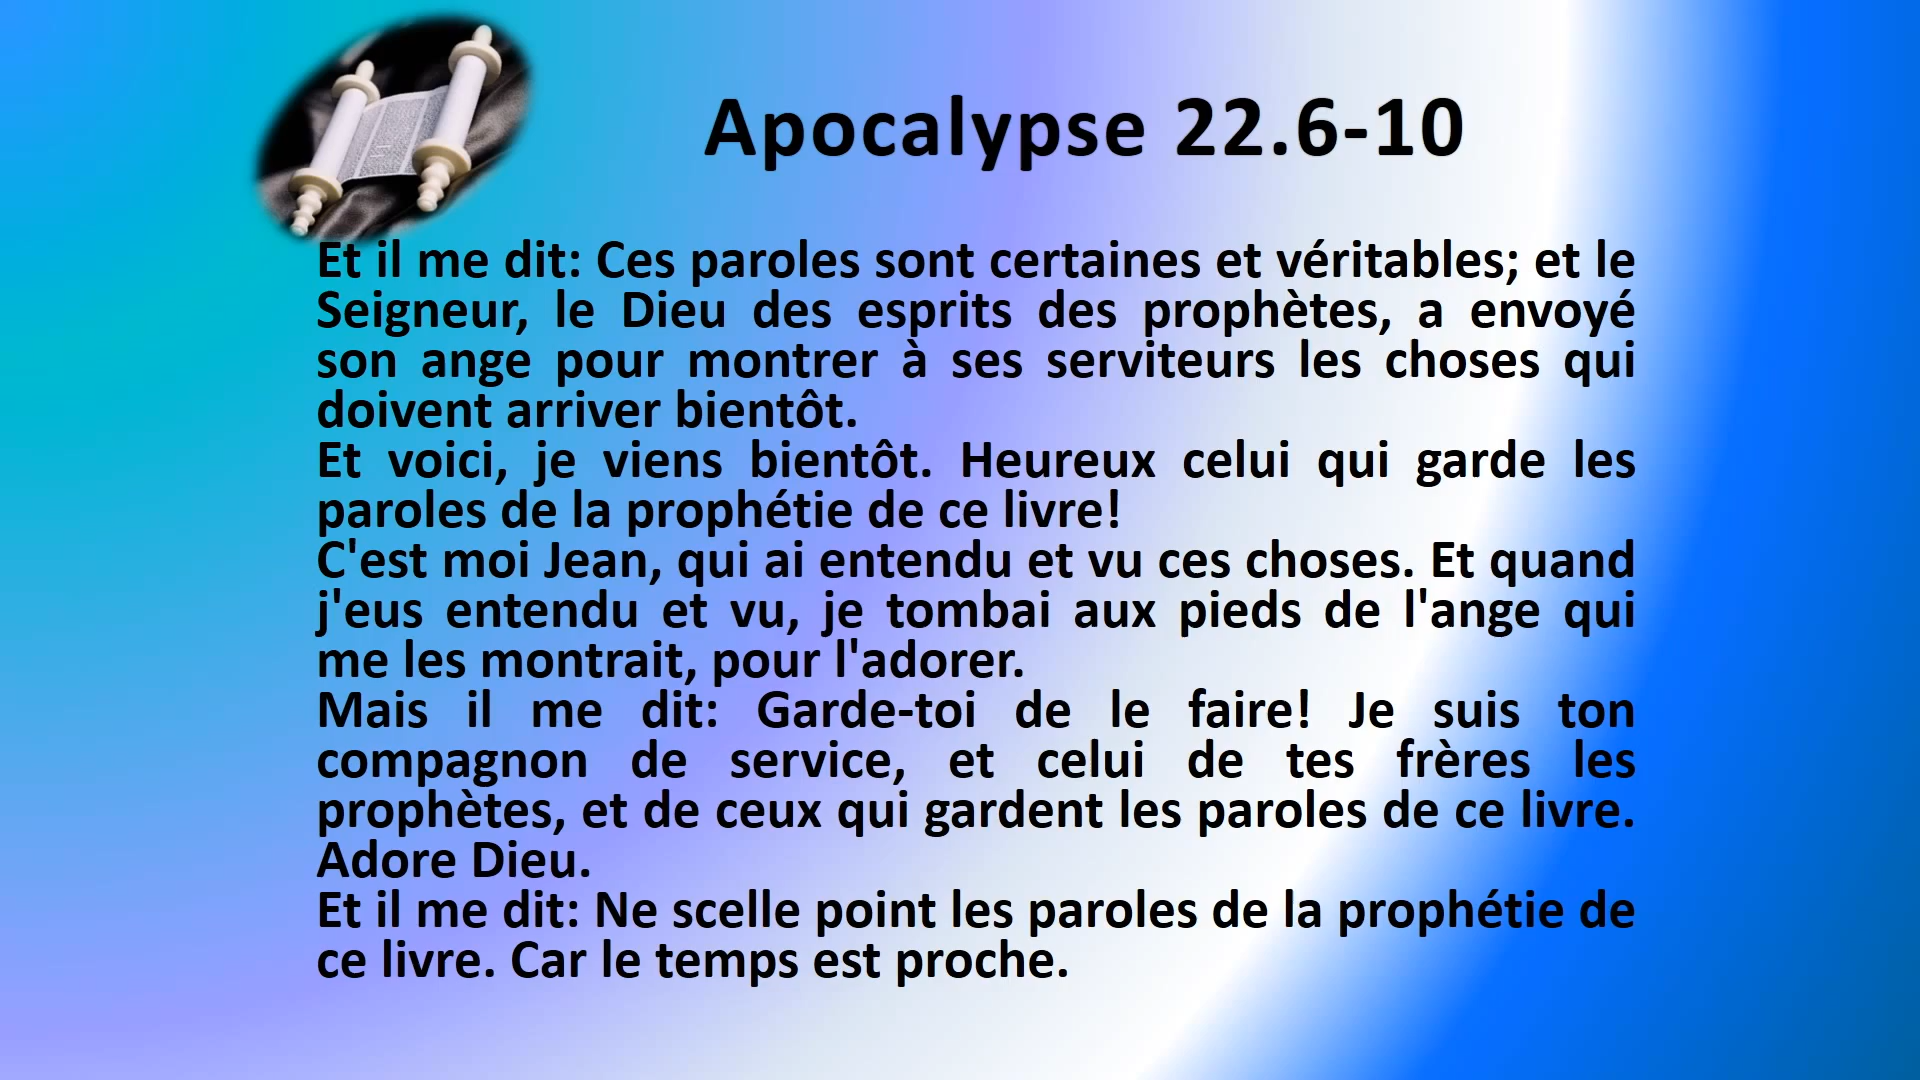 Apocalypse 22.6-10
Et il me dit: Ces paroles sont certaines et véritables; et le
Seigneur, le Dieu des esprits des prophètes, a envoyé
son ange pour montrer à ses serviteurs les choses qui
doivent arriver bientôt.
Et voici, je viens bientôt. Heureux celui qui garde les
paroles de la prophétie de ce livre!
C'est moi Jean, qui ai entendu et vu ces choses. Et quand
j'eus entendu et vu, je tombai aux pieds de l'ange qui
me les montrait, pour l'adorer.
Mais il me dit: Garde-toi de le faire! Je suis ton
compagnon de service, et celui de tes frères les
prophètes, et de ceux qui gardent les paroles de ce livre.
Adore Dieu.
Et il me dit: Ne scelle point les paroles de la prophétie de
ce livre. Car le temps est proche.